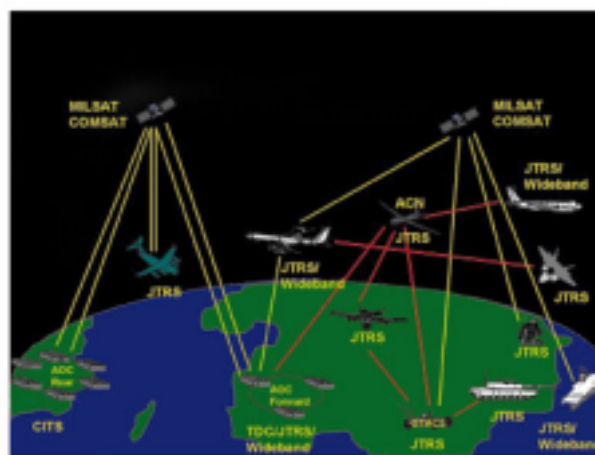 MILSAT
COMSAT
MILSAT
COMSAT
JTRS/
Wideband
ACN
JTRS
JTRS/
Wideband
JTRS
JTRS
JTRS
JTRS
AOC
Rear
AOC
Forward
JTRS
JTRS
CITS
TDC/JTRS/
Wideband
JTRS/
Wideband